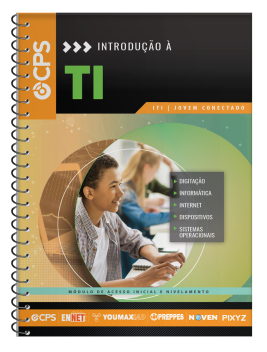 CPS
INTRODUÇÃO À
TI
ITI | JOVEM CONECTADO
DIGITAÇÃO
INFORMÁTICA
INTERNET
DISPOSITIVOS
SISTEMAS
OPERACIONAIS
MÓDULO DE ACESSO INICIAL E NIVELAMENTO
CPS ENNET YOUMAX PREPPES NOVEN PIXYZ